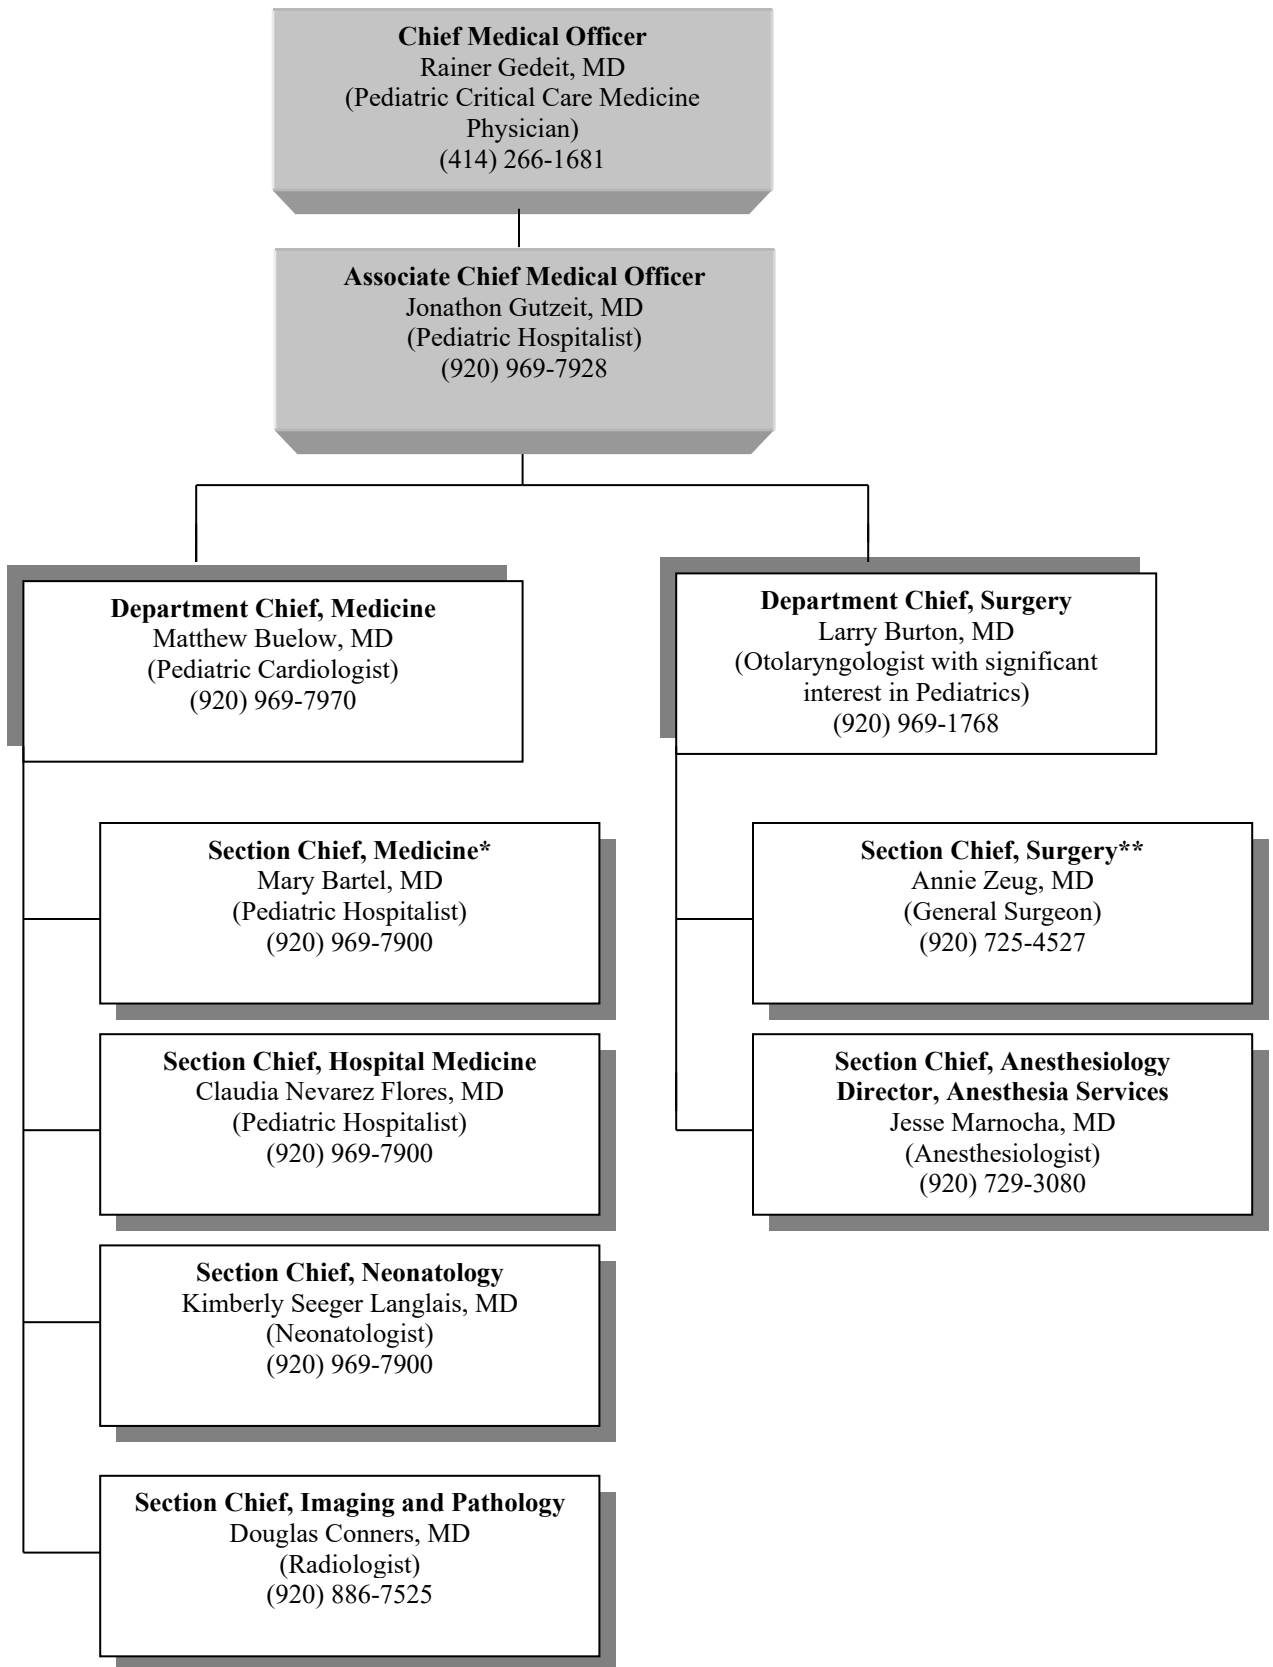 Chief Medical Officer
Rainer Gedeit, MD
(Pediatric Critical Care Medicine
Physician)
(414) 266-1681
Associate Chief Medical Officer
Jonathon Gutzeit, MD
(Pediatric Hospitalist)
(920) 969-7928
Department Chief, Medicine
Matthew Buelow, MD
(Pediatric Cardiologist)
(920) 969-7970
Department Chief, Surgery
Larry Burton, MD
(Otolaryngologist with significant
interest in Pediatrics)
(920) 969-1768
Section Chief, Medicine*
Mary Bartel, MD
(Pediatric Hospitalist)
(920) 969-7900
Section Chief, Surgery**
Annie Zeug, MD
(General Surgeon)
(920) 725-4527
Section Chief, Hospital Medicine
Claudia Nevarez Flores, MD
(Pediatric Hospitalist)
(920) 969-7900
Section Chief, Anesthesiology
Director, Anesthesia Services
Jesse Marnocha, MD
(Anesthesiologist)
(920) 729-3080
Section Chief, Neonatology
Kimberly Seeger Langlais, MD
(Neonatologist)
(920) 969-7900
Section Chief, Imaging and Pathology
Douglas Conners, MD
(Radiologist)
(920) 886-7525